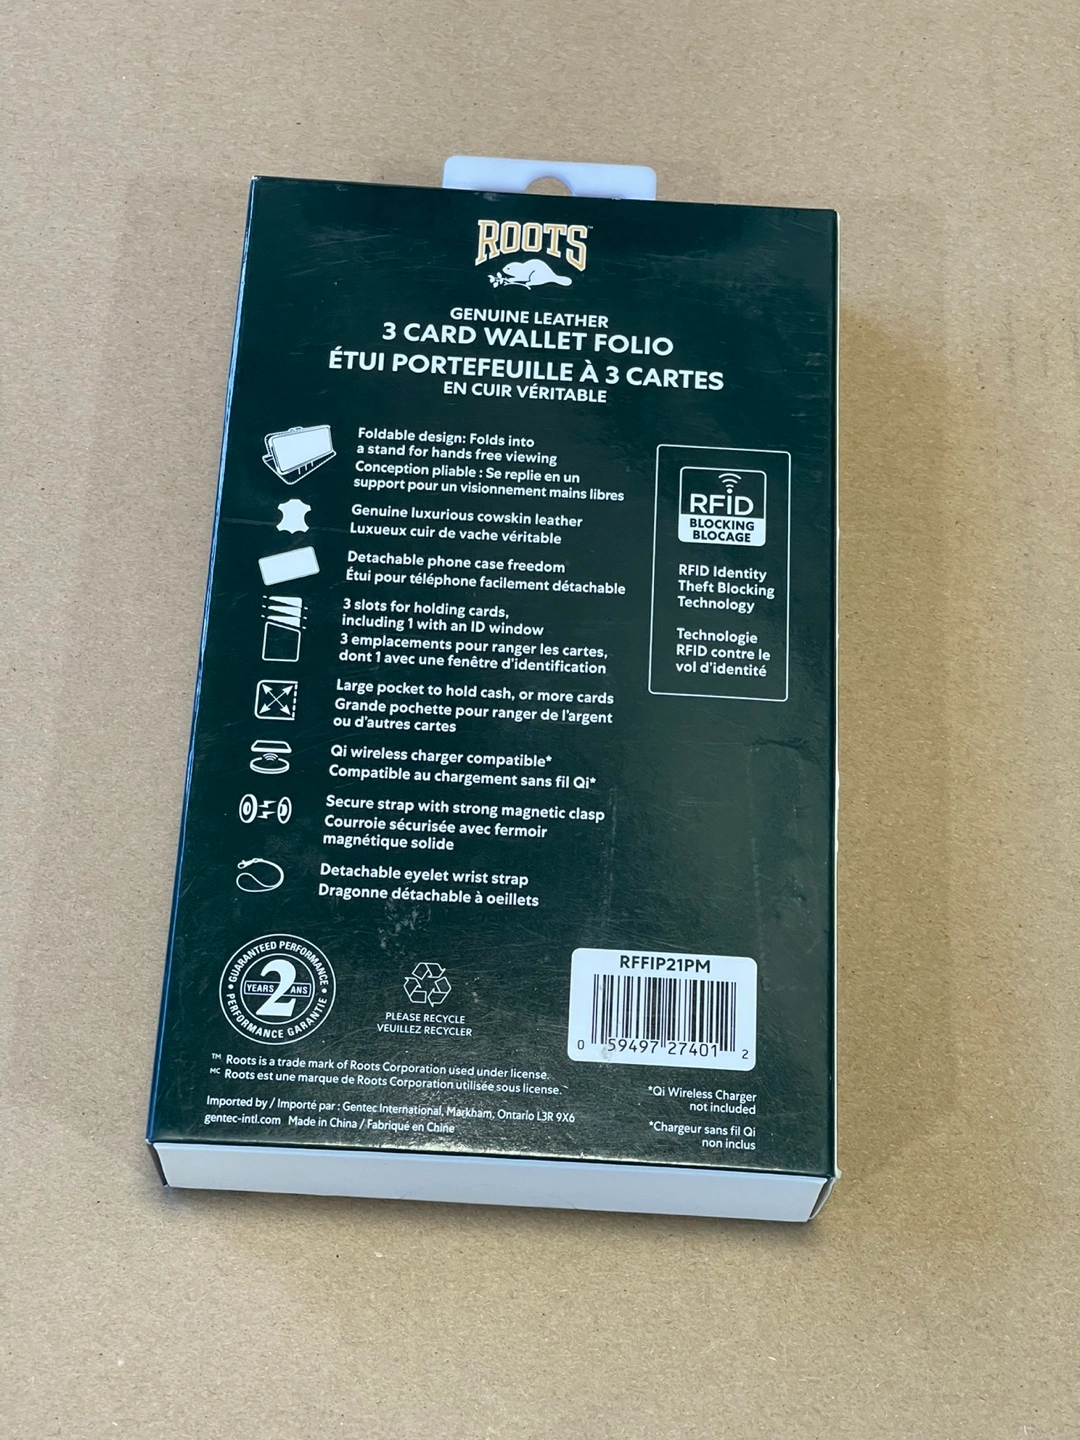 ROOTS™
GENUINE LEATHER
3 CARD WALLET FOLIO
ÉTUI PORTEFEUILLE À 3 CARTES
EN CUIR VÉRITABLE
Foldable design: Folds into
a stand for hands free viewing
Conception pliable : Se replie en un
support pour un visionnement mains libres
Genuine luxurious cowskin leather
Luxueux cuir de vache véritable
Detachable phone case freedom
Étui pour téléphone facilement détachable
3 slots for holding cards,
including 1 with an ID window
3 emplacements pour ranger les cartes,
dont 1 avec une fenêtre d'identification
Large pocket to hold cash, or more cards
Grande pochette pour ranger de l'argent
ou d'autres cartes
Qi wireless charger compatible*
Compatible au chargement sans fil Qi*
Secure strap with strong magnetic clasp
Courroie sécurisée avec fermoir
magnétique solide
Detachable eyelet wrist strap
Dragonne détachable à oeillets
RFiD
BLOCKING
BLOCAGE
RFID Identity
Theft Blocking
Technology
Technologie
RFID contre le
vol d'identité
GUARANTEED PERFORMANCE
YEARS 2 ANS
PERFORMANCE GARANTIE
PLEASE RECYCLE
VEUILLEZ RECYCLER
RFFIP21PM
0 59497 27401 2
™ Roots is a trade mark of Roots Corporation used under license.
MC Roots est une marque de Roots Corporation utilisée sous license.
Imported by / Importé par : Gentec International, Markham, Ontario L3R 9X6
gentec-intl.com Made in China / Fabriqué en Chine
*Qi Wireless Charger
not included
*Chargeur sans fil Qi
non inclus